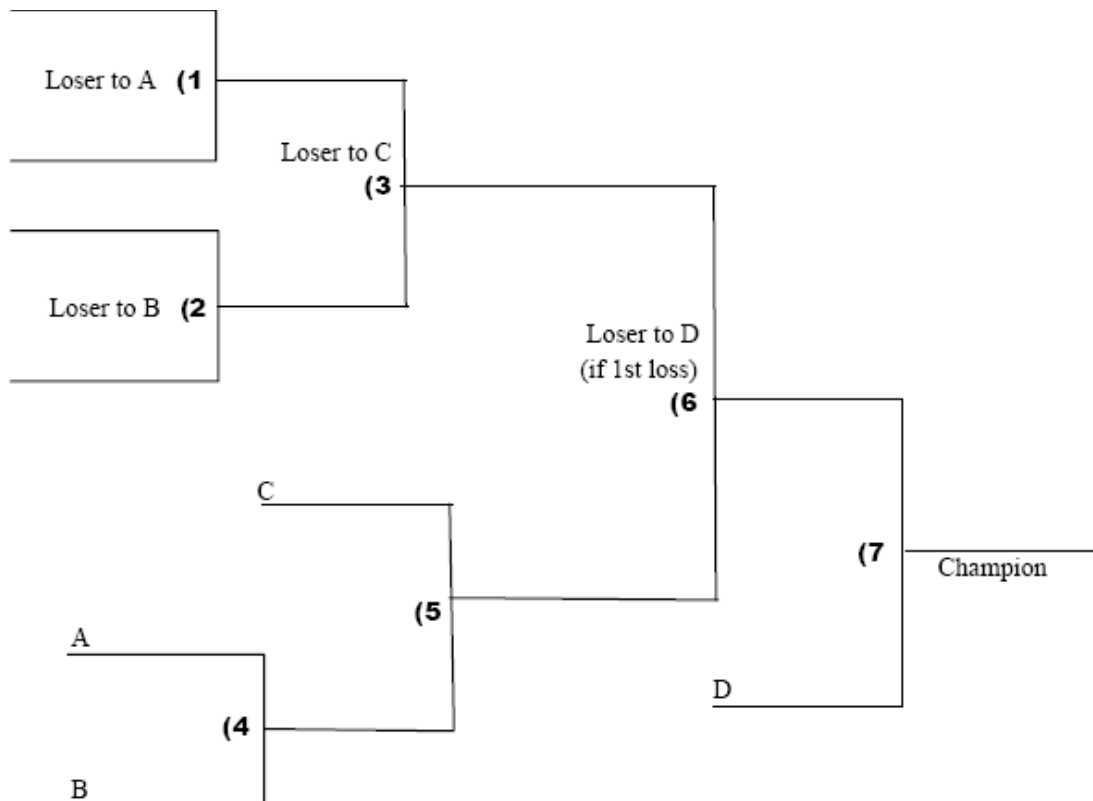 Loser to A (1
Loser to C
(3
Loser to B (2
Loser to D
(if 1st loss)
(6
C
(7
Champion
(5
A
D
(4
B